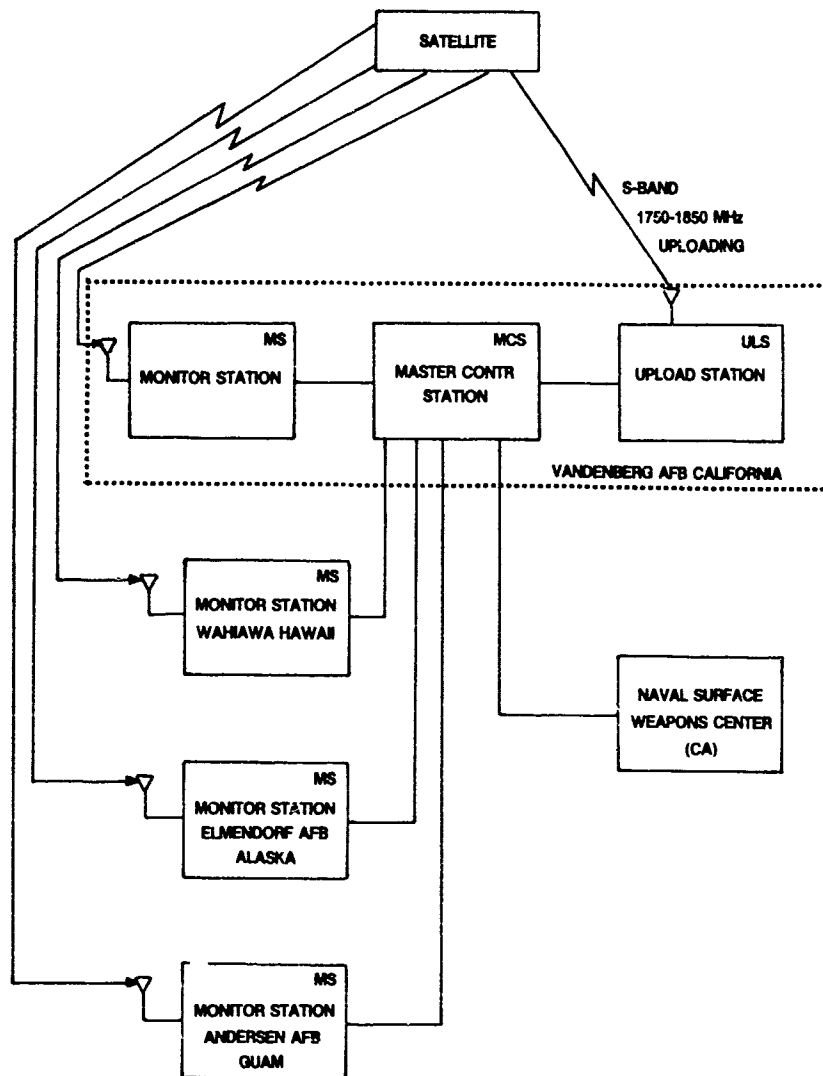 SATELLITE
S-BAND
1750-1850 MHz
UPLOADING
MS
MONITOR STATION
MCS
MASTER CONTR
STATION
ULS
UPLOAD STATION
VANDENBERG AFB CALIFORNIA
MS
MONITOR STATION
WAHIAWA HAWAII
NAVAL SURFACE
WEAPONS CENTER
(CA)
MS
MONITOR STATION
ELMENDORF AFB
ALASKA
MS
MONITOR STATION
ANDERSEN AFB
GUAM